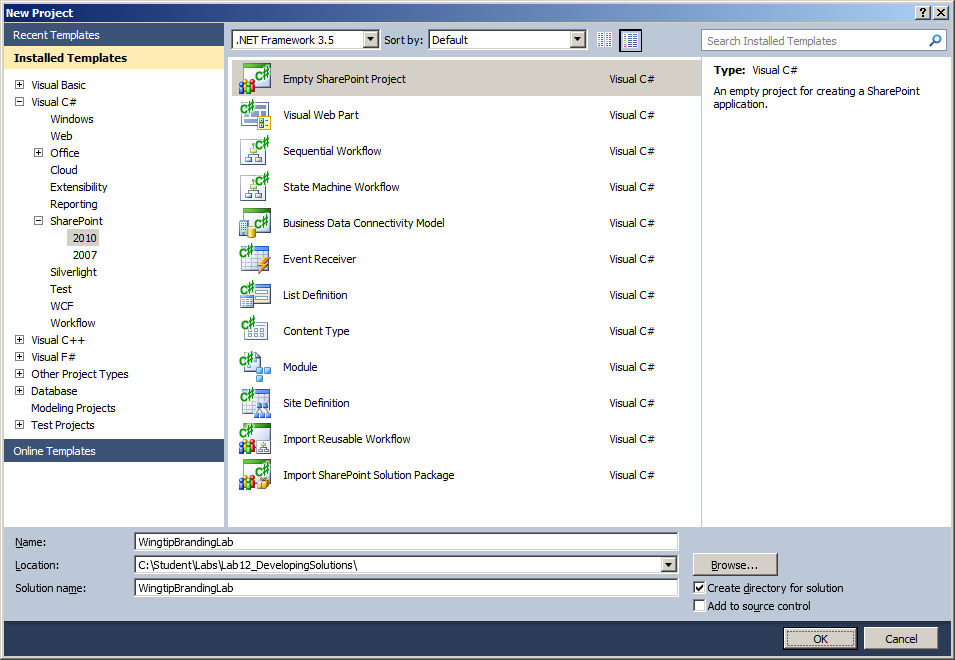 New Project
Recent Templates
Installed Templates
Visual Basic
Visual C#
Windows
Web
Office
Cloud
Extensibility
Reporting
SharePoint
2010
2007
Silverlight
Test
WCF
Workflow
Visual C++
Visual F#
Other Project Types
Database
Modeling Projects
Test Projects
Online Templates
.NET Framework 3.5 Sort by: Default
Empty SharePoint Project Visual C#
Visual Web Part Visual C#
Sequential Workflow Visual C#
State Machine Workflow Visual C#
Business Data Connectivity Model Visual C#
Event Receiver Visual C#
List Definition Visual C#
Content Type Visual C#
Module Visual C#
Site Definition Visual C#
Import Reusable Workflow Visual C#
Import SharePoint Solution Package Visual C#
Search Installed Templates
Type: Visual C#
An empty project for creating a SharePoint
application.
Name: WingtipBrandingLab
Location: C:\Student\Labs\Lab12_DevelopingSolutions\ Browse...
Solution name: WingtipBrandingLab
Create directory for solution
Add to source control
OK Cancel